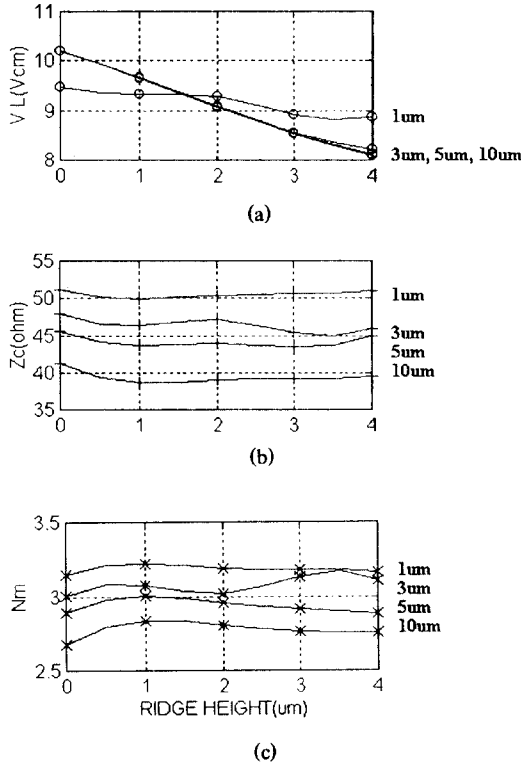 11
10
9
8
V L(Vcm)
1um
3um, 5um, 10um
0 1 2 3 4
(a)
55
50
45
40
35
Zc(ohm)
1um
3um
5um
10um
0 1 2 3 4
(b)
3.5
3.0
2.5
Nm
1um
3um
5um
10um
0 1 2 3 4
RIDGE HEIGHT(um)
(c)